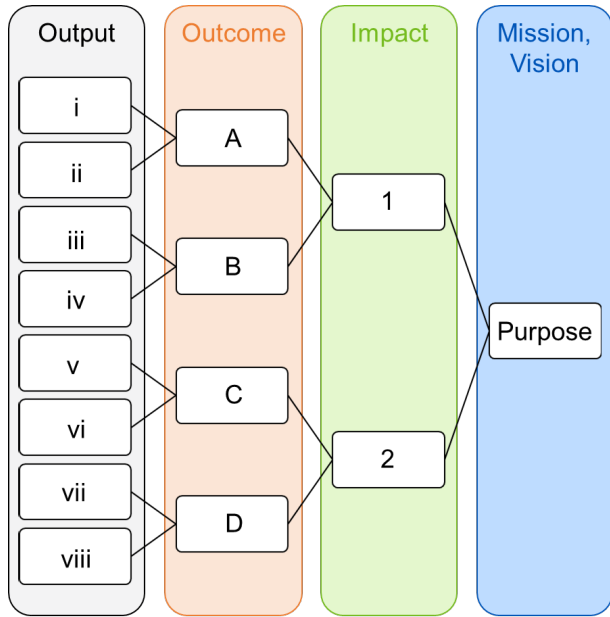 Output
i
ii
iii
iv
v
vi
vii
viii
Outcome
A
B
C
D
Impact
1
2
Mission,
Vision
Purpose